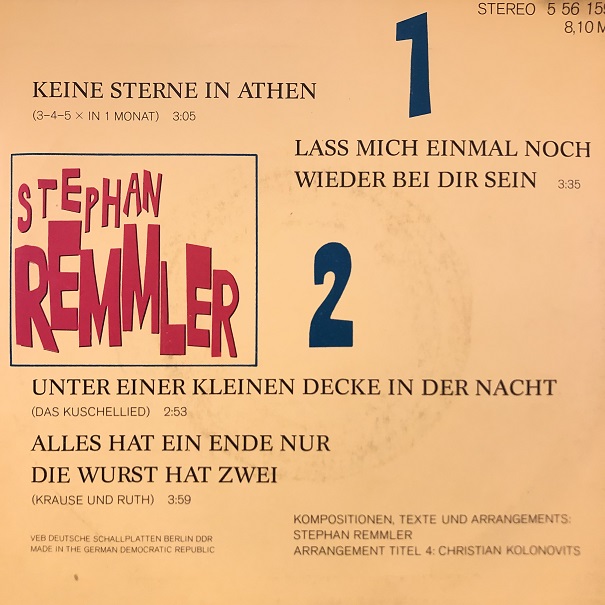 STEREO 5 56 155
8,10 M
1
KEINE STERNE IN ATHEN
(3-4-5 × IN 1 MONAT) 3:05
LASS MICH EINMAL NOCH
WIEDER BEI DIR SEIN 3:35
STEPHAN
REMMLER
2
UNTER EINER KLEINEN DECKE IN DER NACHT
(DAS KUSCHELLIED) 2:53
ALLES HAT EIN ENDE NUR
DIE WURST HAT ZWEI
(KRAUSE UND RUTH) 3:59
VEB DEUTSCHE SCHALLPLATTEN BERLIN DDR
MADE IN THE GERMAN DEMOCRATIC REPUBLIC
KOMPOSITIONEN, TEXTE UND ARRANGEMENTS:
STEPHAN REMMLER
ARRANGEMENT TITEL 4: CHRISTIAN KOLONOVITS